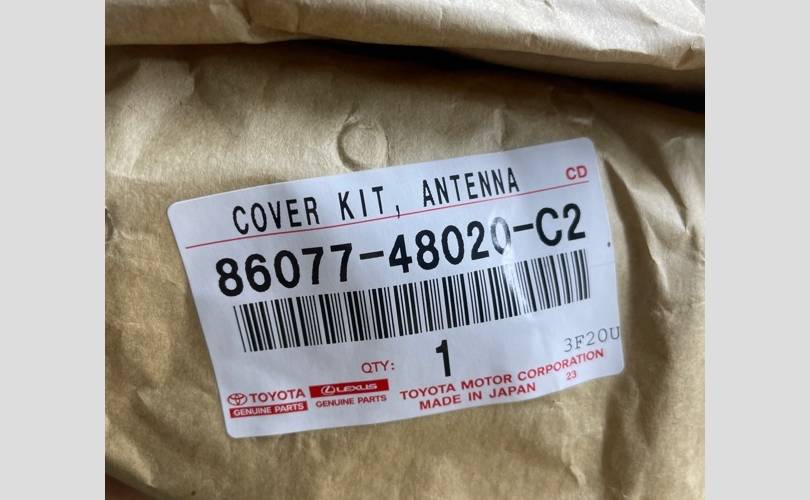 COVER KIT, ANTENNA CD
86077-48020-C2
QTY: 1 3F20U
TOYOTA LEXUS TOYOTA MOTOR CORPORATION
GENUINE PARTS GENUINE PARTS MADE IN JAPAN 23